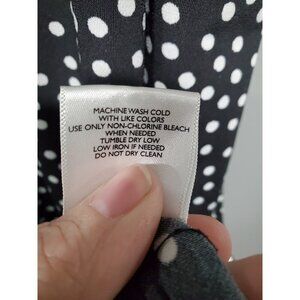 MACHINE WASH COLD
WITH LIKE COLORS
USE ONLY NON-CHLORINE BLEACH
WHEN NEEDED
TUMBLE DRY LOW
LOW IRON IF NEEDED
DO NOT DRY CLEAN